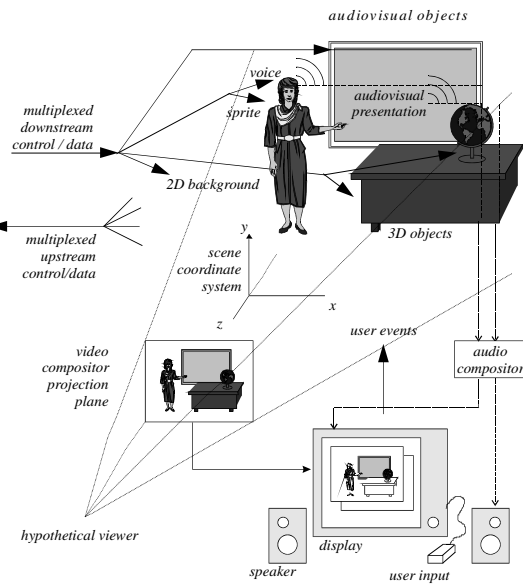 audiovisual objects
voice
sprite
audiovisual
presentation
multiplexed
downstream
control / data
2D background
3D objects
multiplexed
upstream
control/data
y
scene
coordinate
system
x
z
user events
video
compositor
projection
plane
audio
compositor
hypothetical viewer
speaker
display
user input